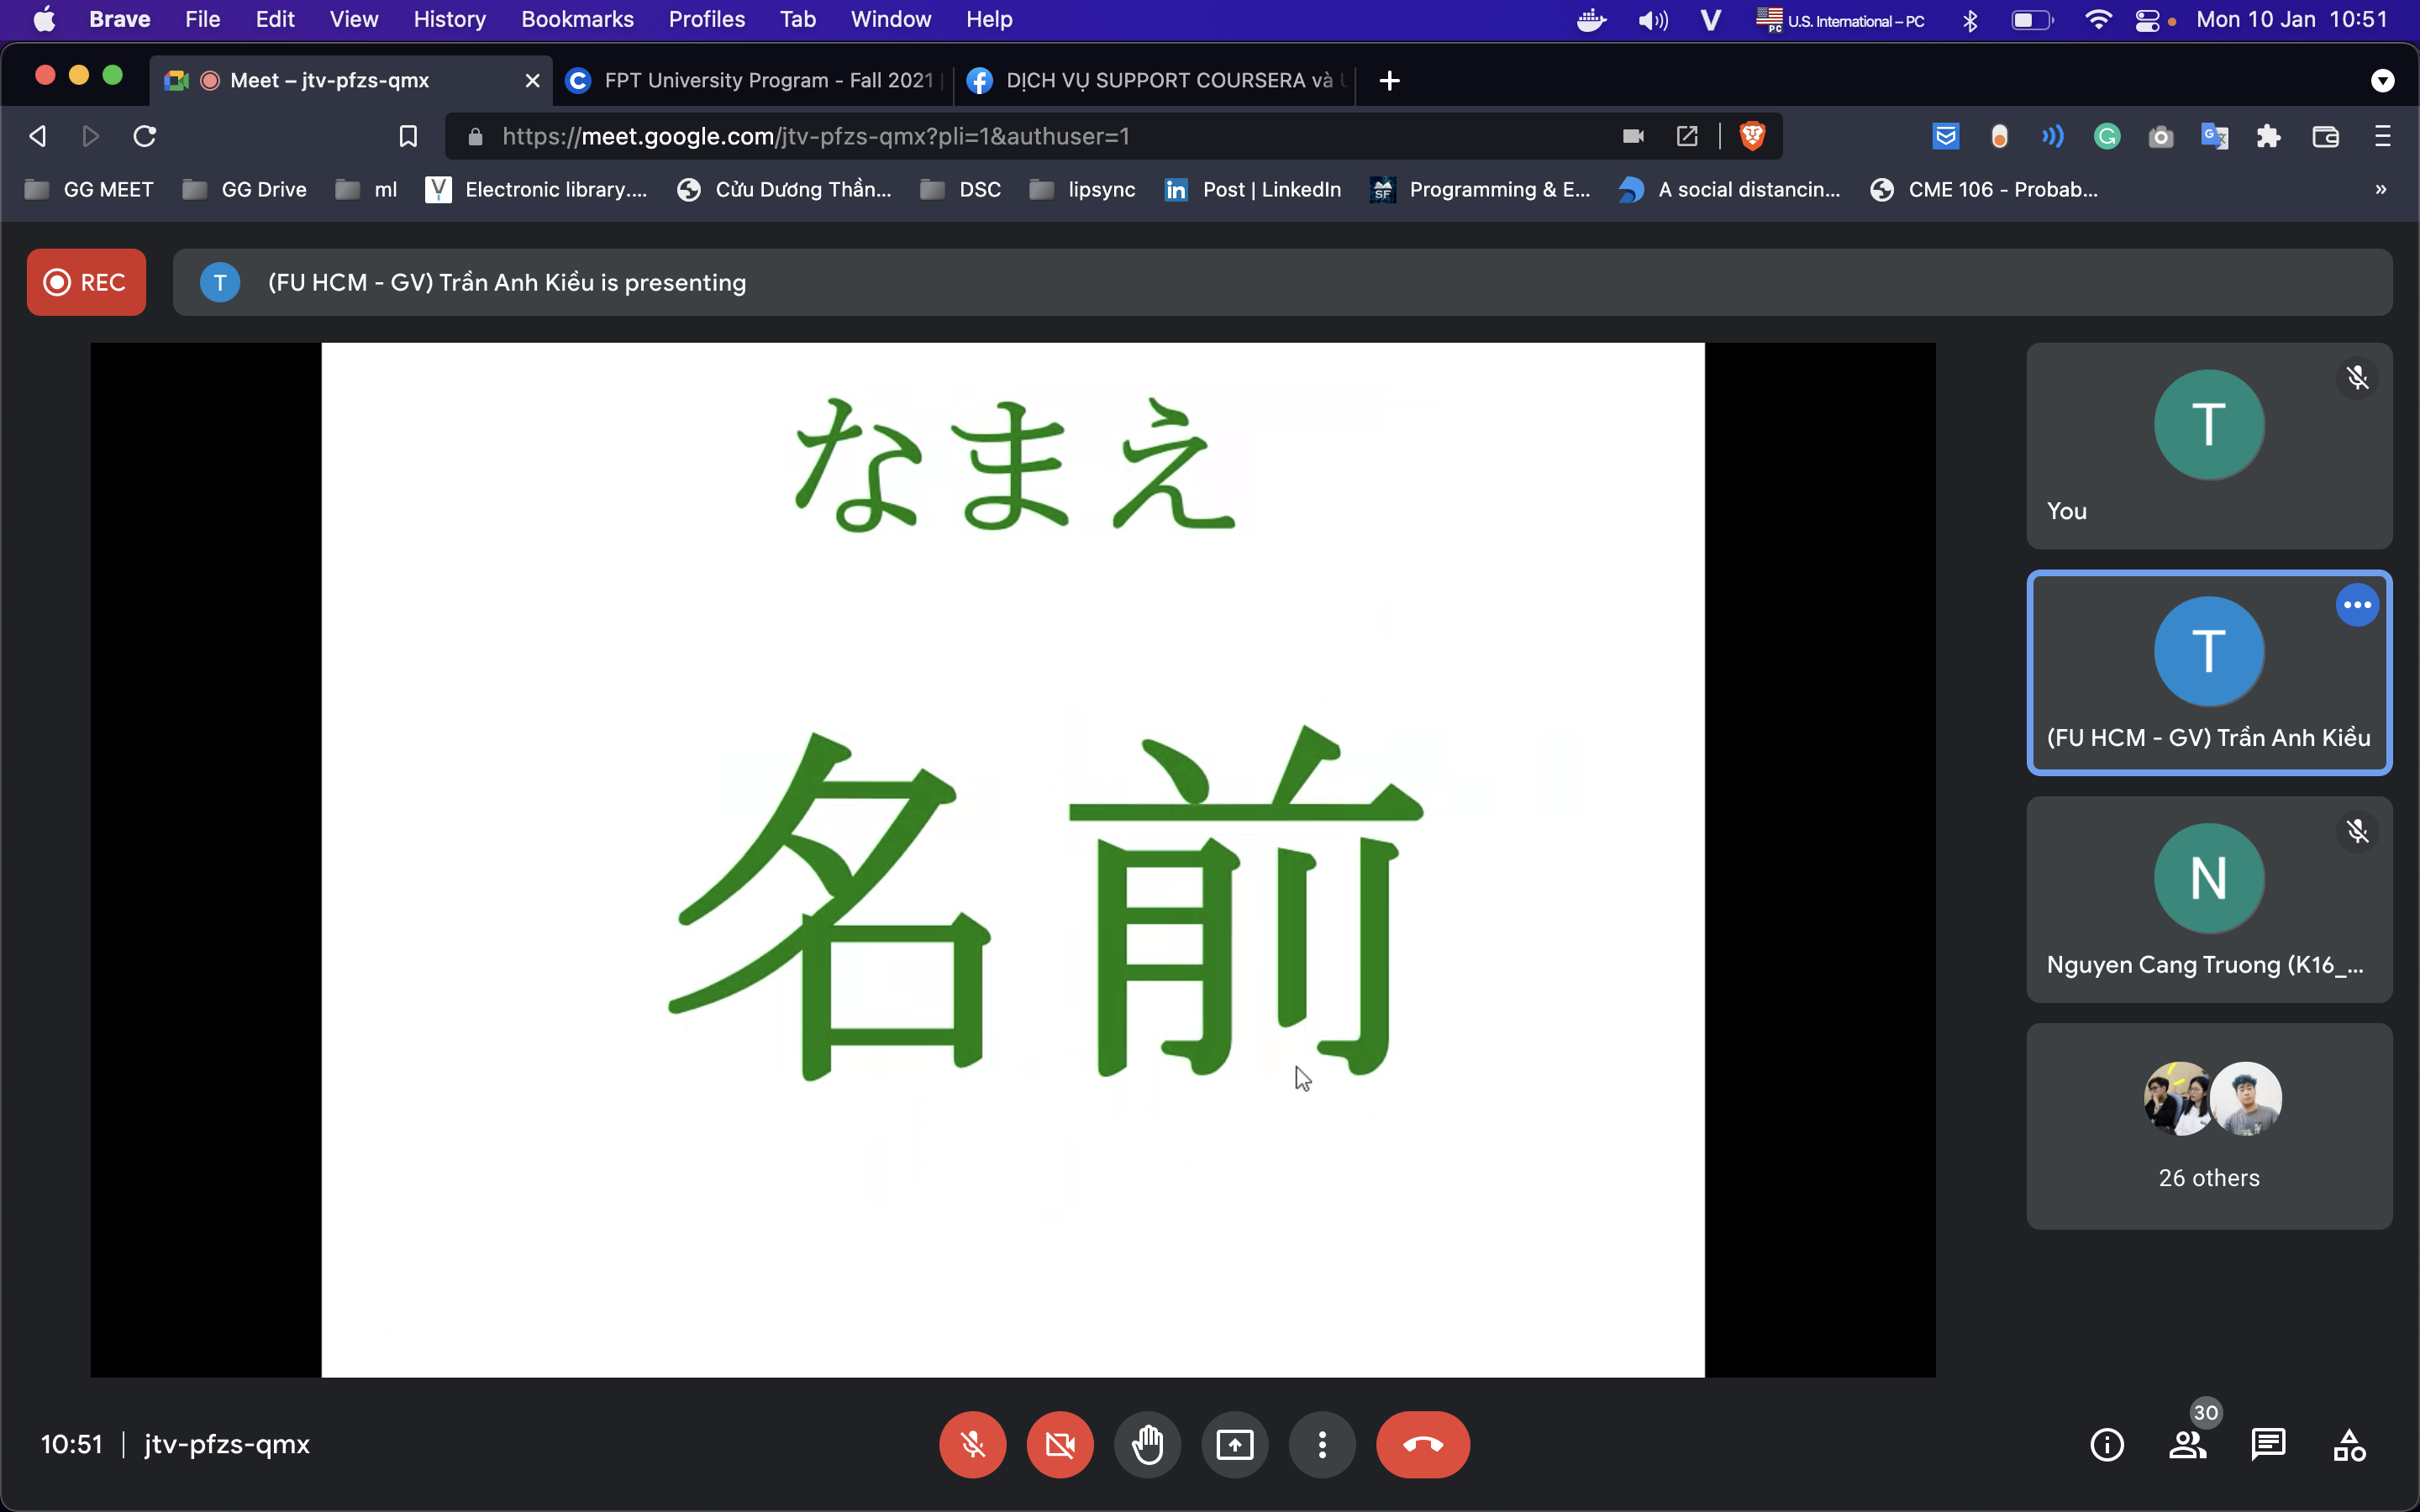 Brave File Edit View History Bookmarks Profiles Tab Window Help V U.S. International – PC Mon 10 Jan 10:51
Meet – jtv-pfzs-qmx FPT University Program - Fall 2021 DỊCH VỤ SUPPORT COURSERA và
https://meet.google.com/jtv-pfzs-qmx?pli=1&authuser=1
GG MEET GG Drive ml Electronic library.... Cửu Dương Thần... DSC lipsync Post | LinkedIn Programming & E... A social distancin... CME 106 - Probab... »
REC T (FU HCM - GV) Trần Anh Kiều is presenting
なまえ
名前
T
You
T
(FU HCM - GV) Trần Anh Kiều
N
Nguyen Cang Truong (K16_...
26 others
10:51 | jtv-pfzs-qmx
30